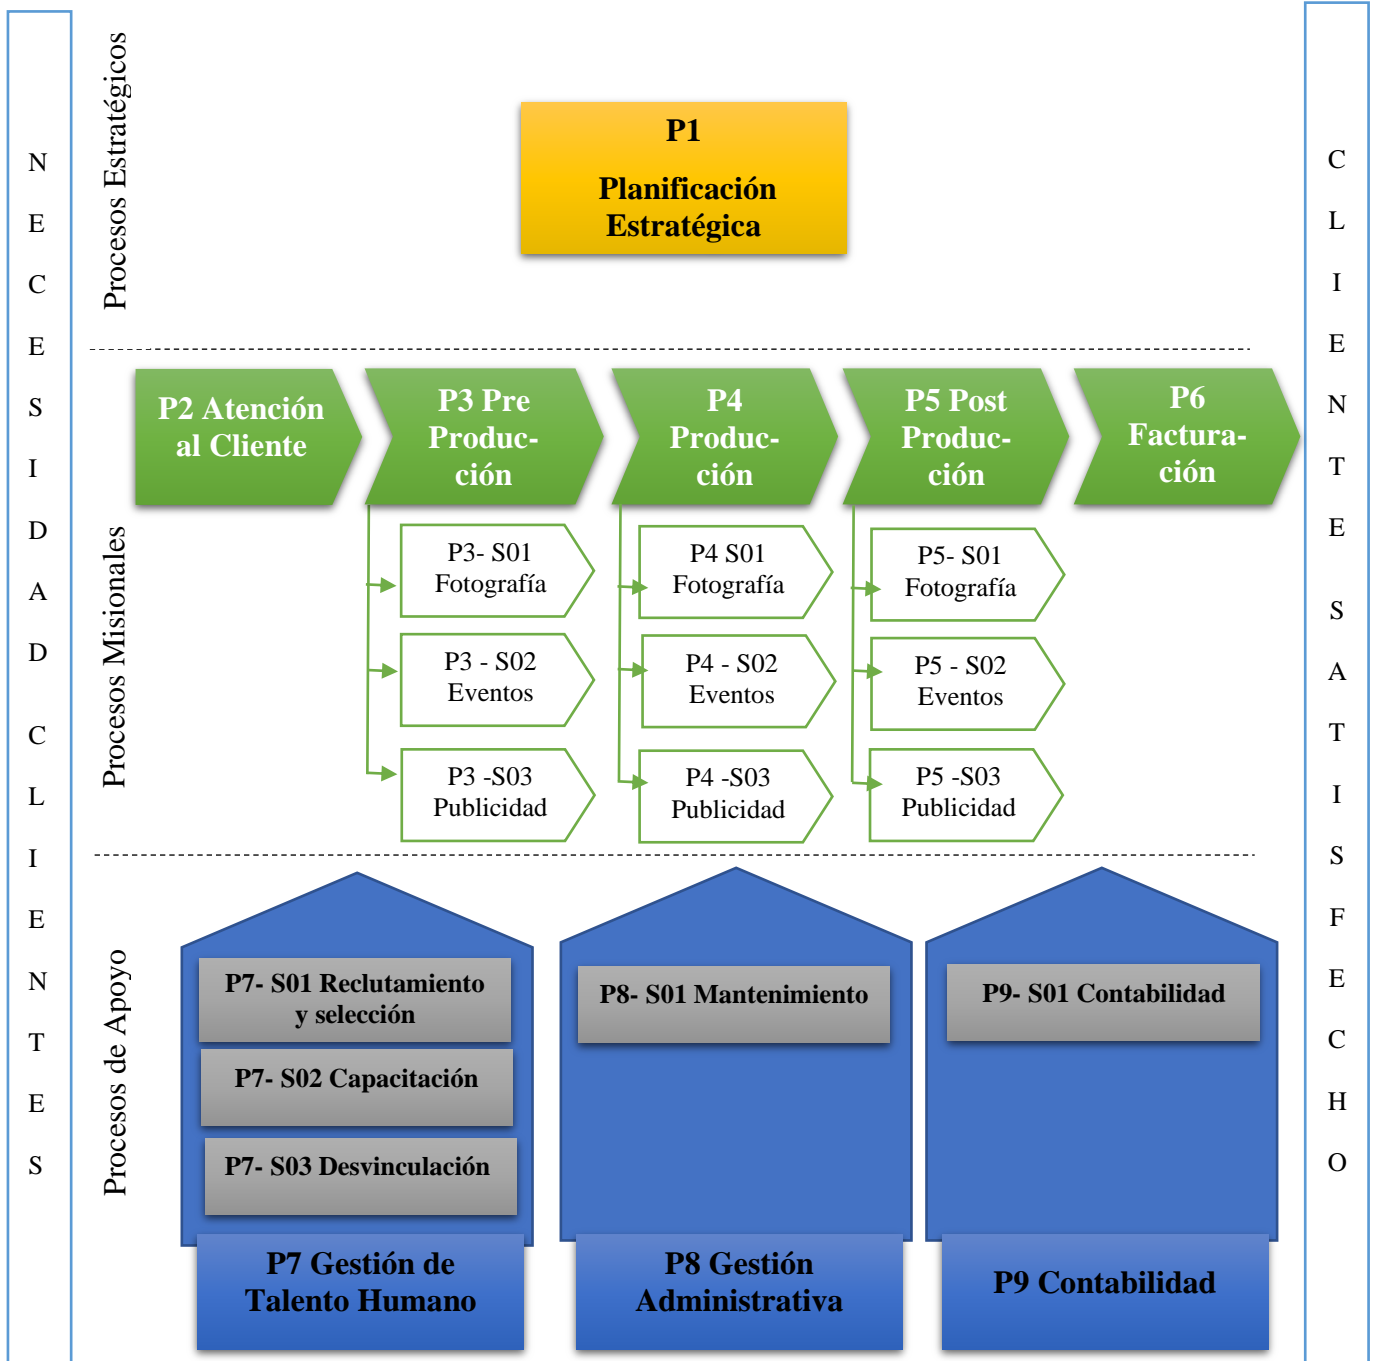 NECESIDAD CLIENTES
Procesos Estratégicos
P1
Planificación
Estratégica
Procesos Misionales
P2 Atención
al Cliente
P3 Pre
Produc-
ción
P4
Produc-
ción
P5 Post
Produc-
ción
P6
Factura-
ción
P3- S01
Fotografía
P4 S01
Fotografía
P5- S01
Fotografía
P3 - S02
Eventos
P4 - S02
Eventos
P5 - S02
Eventos
P3 -S03
Publicidad
P4 -S03
Publicidad
P5 -S03
Publicidad
Procesos de Apoyo
P7- S01 Reclutamiento
y selección
P7- S02 Capacitación
P7- S03 Desvinculación
P7 Gestión de
Talento Humano
P8- S01 Mantenimiento
P8 Gestión
Administrativa
P9- S01 Contabilidad
P9 Contabilidad
CLIENTE SATISFECHO